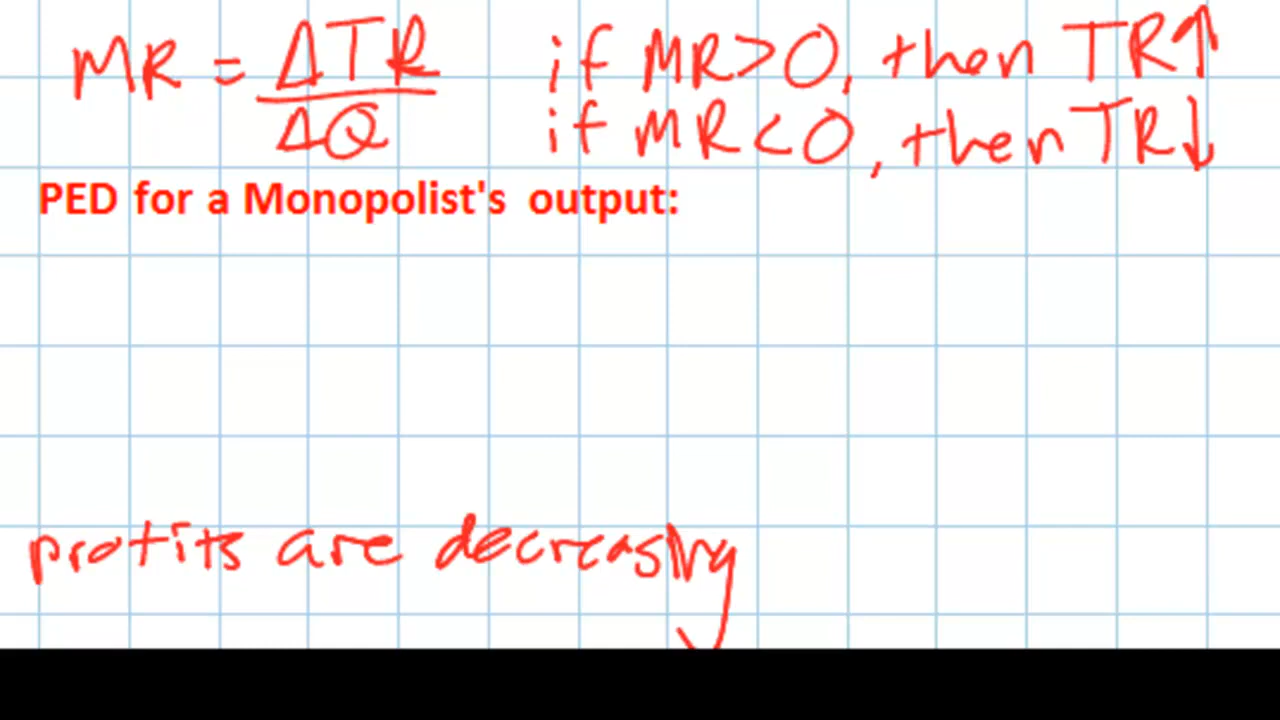 MR = ΔTR/ΔQ if MR>0, then TR↑
if MR<0, then TR↓
PED for a Monopolist's output:
profits are decreasing